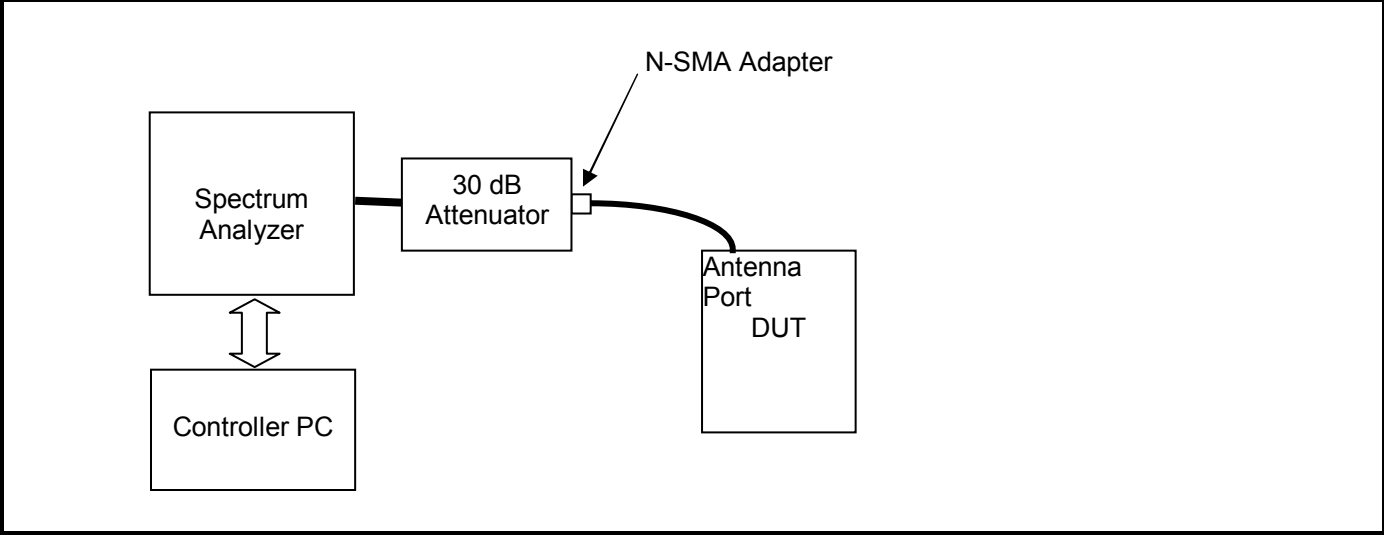 N-SMA Adapter
Spectrum
Analyzer
30 dB
Attenuator
Antenna
Port
DUT
Controller PC